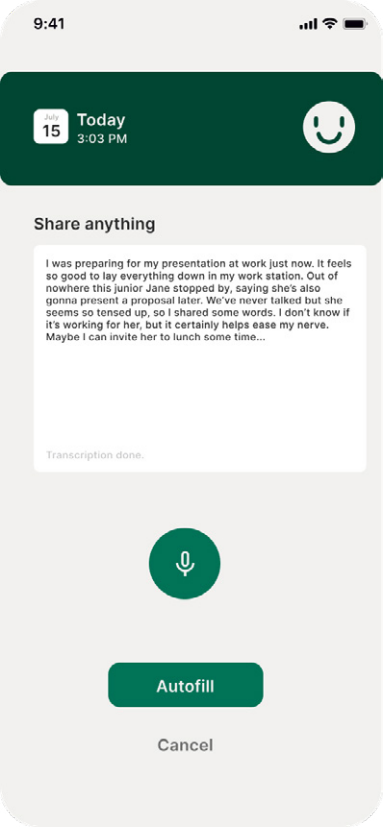 9:41
July
15
Today
3:03 PM
Share anything
I was preparing for my presentation at work just now. It feels
so good to lay everything down in my work station. Out of
nowhere this junior Jane stopped by, saying she's also
gonna present a proposal later. We've never talked but she
seems so tensed up, so I shared some words. I don't know if
it's working for her, but it certainly helps ease my nerve.
Maybe I can invite her to lunch some time...
Transcription done.
Autofill
Cancel